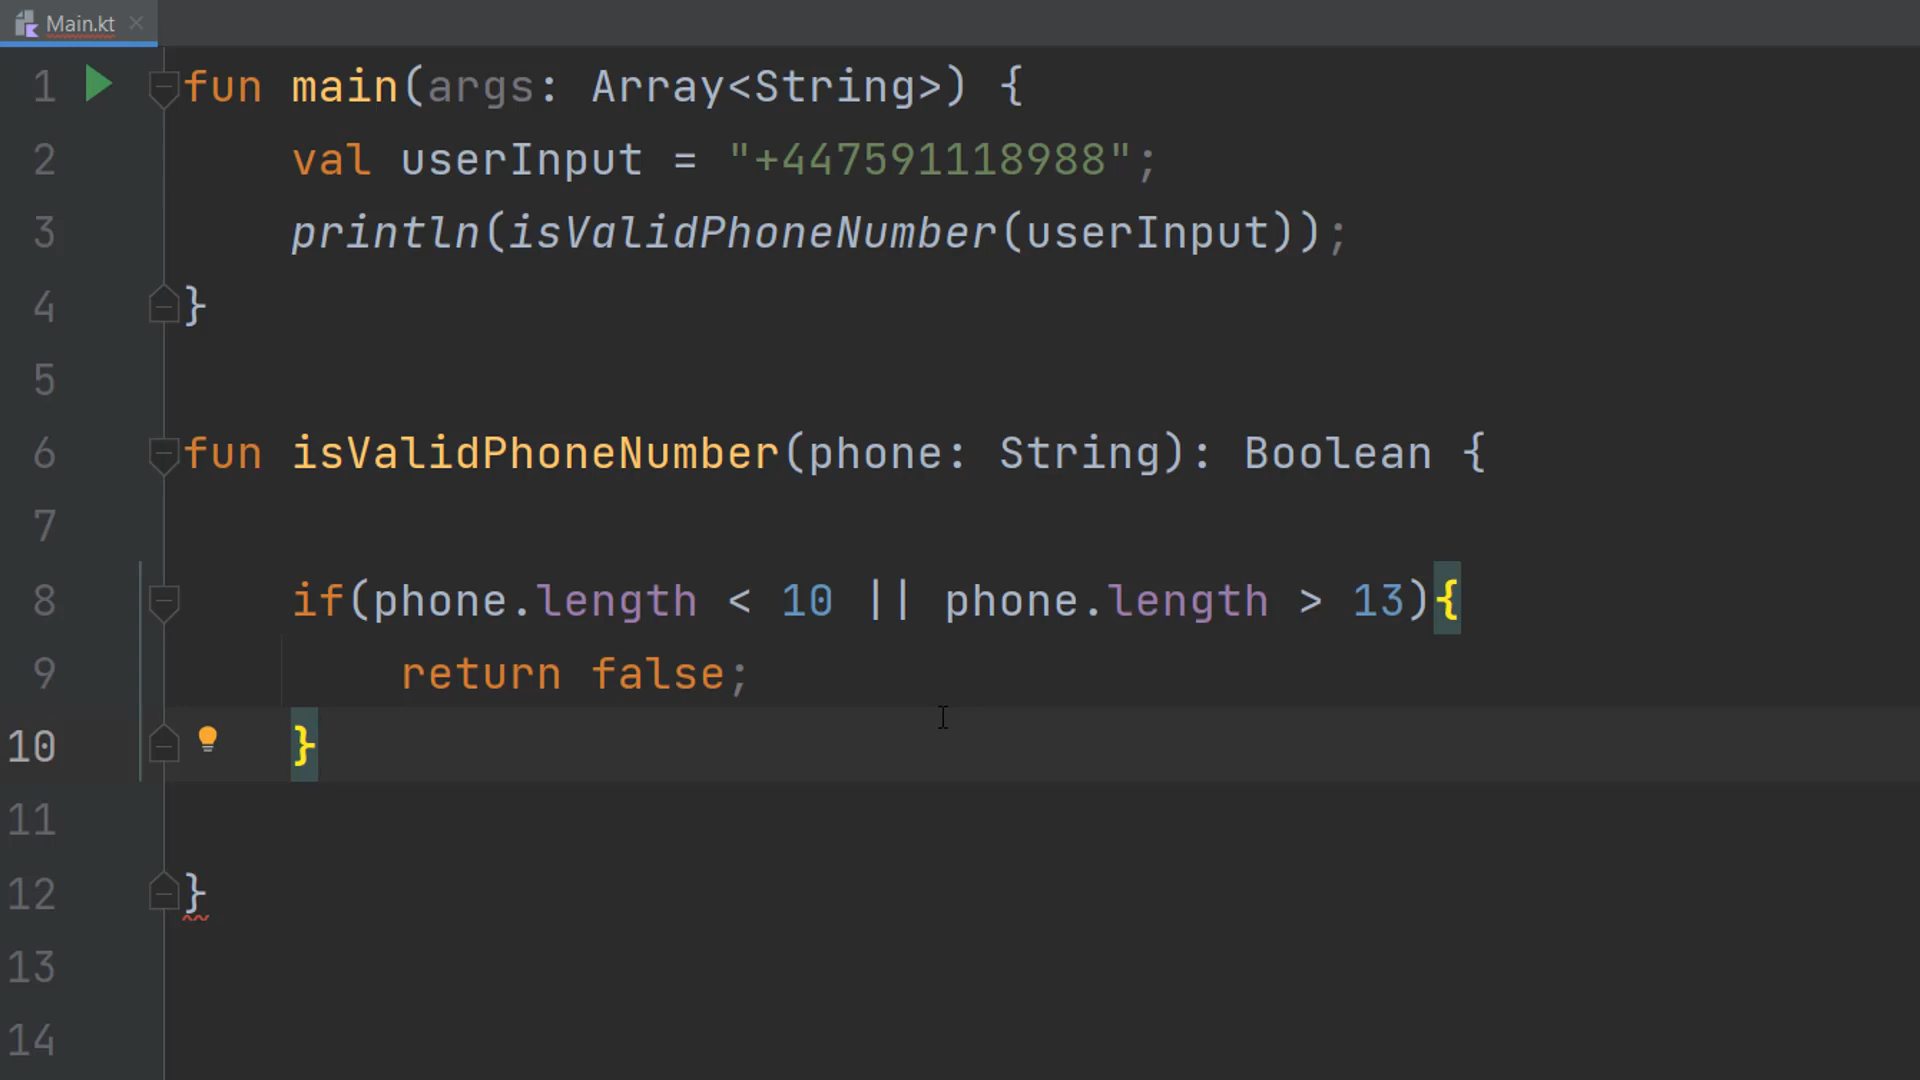 Main.kt
1 fun main(args: Array<String>) {
2 val userInput = "+447591118988";
3 println(isValidPhoneNumber(userInput));
4 }
5
6 fun isValidPhoneNumber(phone: String): Boolean {
7
8 if(phone.length < 10 || phone.length > 13){
9 return false;
10 }
11
12 }
13
14